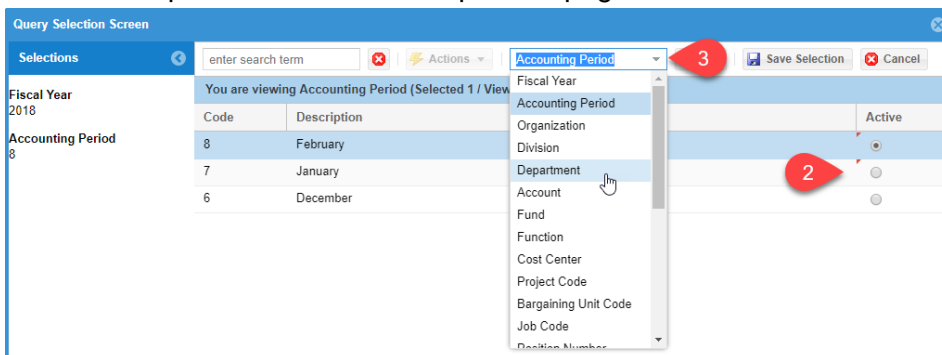 Query Selection Screen
Selections
enter search term
Actions
Accounting Period
3
Save Selection
Cancel
Fiscal Year
2018
Accounting Period
8
You are viewing Accounting Period (Selected 1 / View
Code Description Active
8 February
7 January
2
6 December
Fiscal Year
Accounting Period
Organization
Division
Department
Account
Fund
Function
Cost Center
Project Code
Bargaining Unit Code
Job Code
Position Number